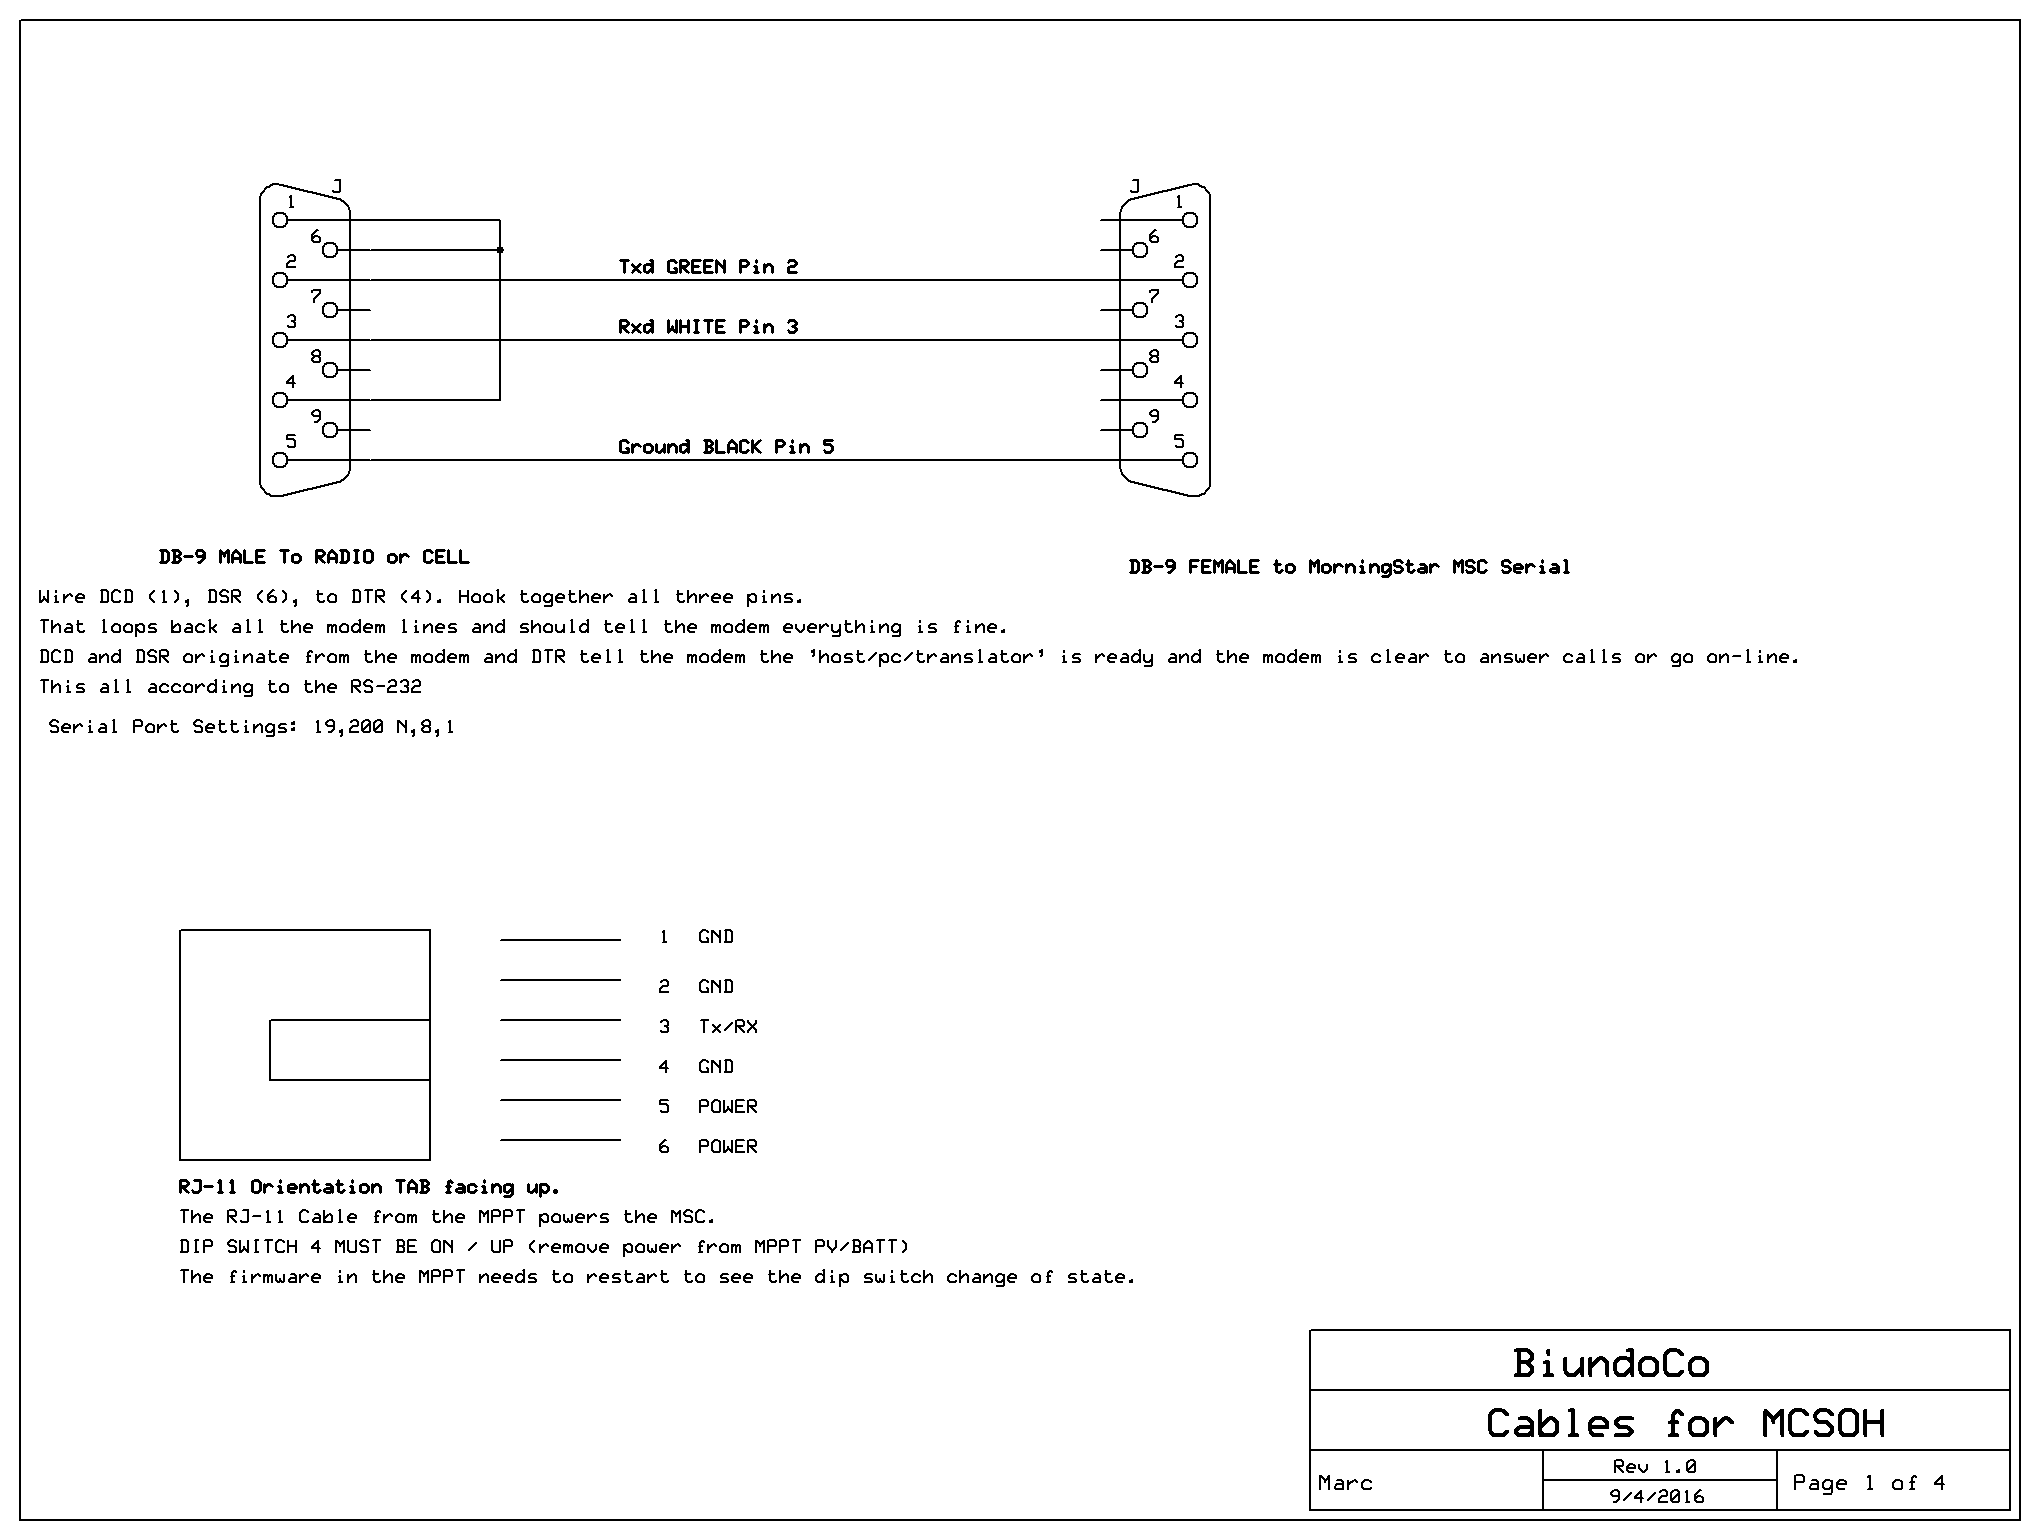 J
1
6
2
7
3
8
4
9
5
Txd GREEN Pin 2
Rxd WHITE Pin 3
Ground BLACK Pin 5
J
1
6
2
7
3
8
4
9
5
DB-9 MALE To RADIO or CELL
DB-9 FEMALE to MorningStar MSC Serial
Wire DCD (1), DSR (6), to DTR (4). Hook together all three pins.
That loops back all the modem lines and should tell the modem everything is fine.
DCD and DSR originate from the modem and DTR tell the modem the 'host/pc/translator' is ready and the modem is clear to answer calls or go on-line.
This all according to the RS-232
Serial Port Settings: 19,200 N,8,1
1 GND
2 GND
3 Tx/RX
4 GND
5 POWER
6 POWER
RJ-11 Orientation TAB facing up.
The RJ-11 Cable from the MPPT powers the MSC.
DIP SWITCH 4 MUST BE ON / UP (remove power from MPPT PV/BATT)
The firmware in the MPPT needs to restart to see the dip switch change of state.
BiundoCo
Cables for MCSOH
Marc
Rev 1.0
9/4/2016
Page 1 of 4